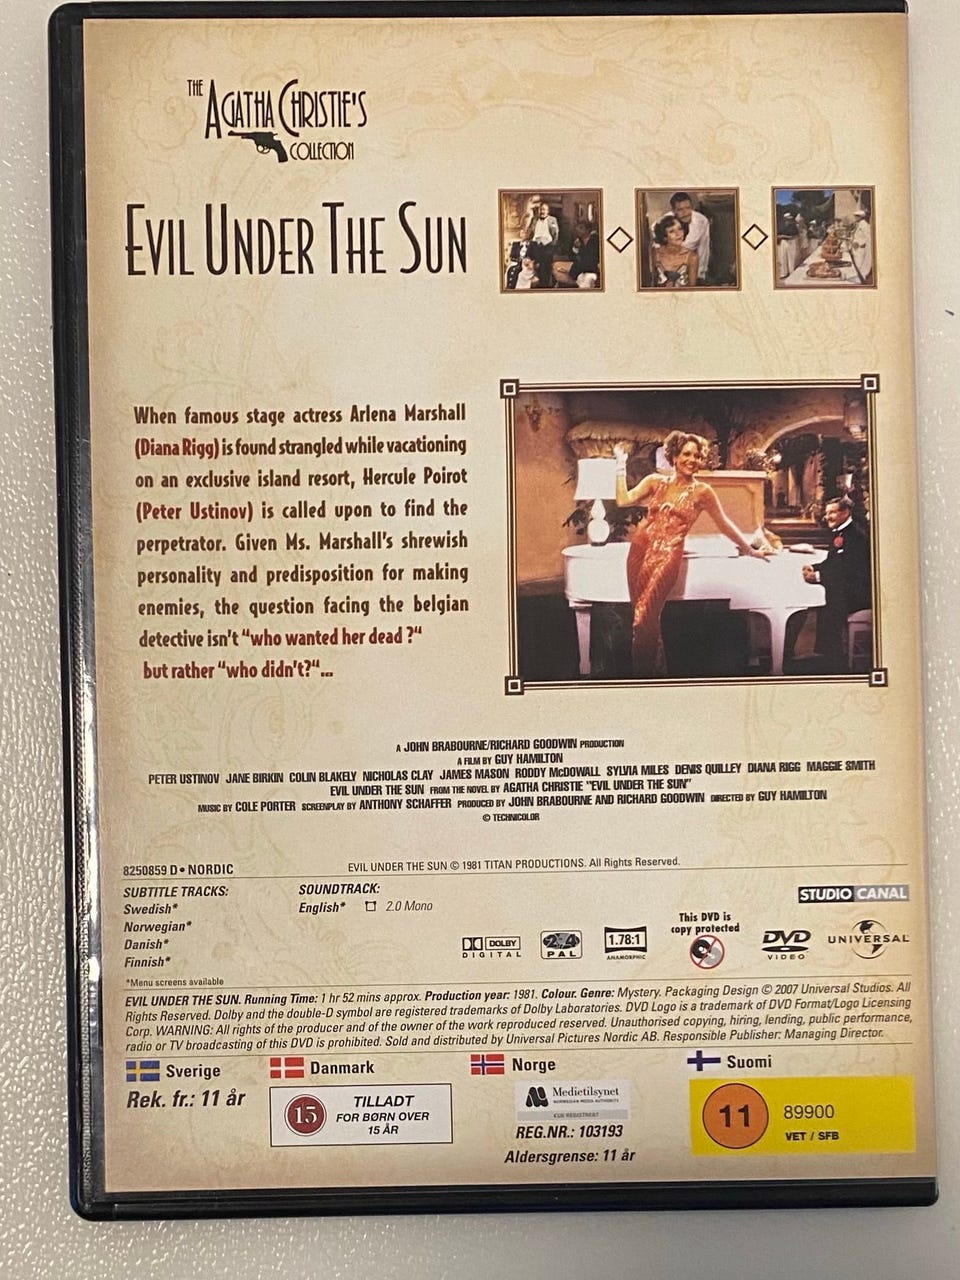 THE
AGATHA CHRISTIE'S
COLLECTION
EVIL UNDER THE SUN
When famous stage actress Arlena Marshall
(Diana Rigg) is found strangled while vacationing
on an exclusive island resort, Hercule Poirot
(Peter Ustinov) is called upon to find the
perpetrator. Given Ms. Marshall's shrewish
personality and predisposition for making
enemies, the question facing the belgian
detective isn't "who wanted her dead ?"
but rather "who didn't?"...
A JOHN BRABOURNE/RICHARD GOODWIN PRODUCTION
A FILM BY GUY HAMILTON
PETER USTINOV JANE BIRKIN COLIN BLAKELY NICHOLAS CLAY JAMES MASON RODDY McDOWALL SYLVIA MILES DENIS QUILLEY DIANA RIGG MAGGIE SMITH
EVIL UNDER THE SUN FROM THE NOVEL BY AGATHA CHRISTIE "EVIL UNDER THE SUN"
MUSIC BY COLE PORTER SCREENPLAY BY ANTHONY SCHAFFER PRODUCED BY JOHN BRABOURNE AND RICHARD GOODWIN DIRECTED BY GUY HAMILTON
© TECHNICOLOR
8250859 D • NORDIC
EVIL UNDER THE SUN © 1981 TITAN PRODUCTIONS. All Rights Reserved.
SUBTITLE TRACKS:
Swedish*
Norwegian*
Danish*
Finnish*
*Menu screens available
SOUNDTRACK:
English* 2.0 Mono
STUDIO CANAL
DOLBY
DIGITAL
2 4
PAL
1.78:1
ANAMORPHIC
This DVD is
copy protected
DVD
VIDEO
UNIVERSAL
EVIL UNDER THE SUN. Running Time: 1 hr 52 mins approx. Production year: 1981. Colour. Genre: Mystery. Packaging Design © 2007 Universal Studios. All
Rights Reserved. Dolby and the double-D symbol are registered trademarks of Dolby Laboratories. DVD Logo is a trademark of DVD Format/Logo Licensing
Corp. WARNING: All rights of the producer and of the owner of the work reproduced reserved. Unauthorised copying, hiring, lending, public performance,
radio or TV broadcasting of this DVD is prohibited. Sold and distributed by Universal Pictures Nordic AB. Responsible Publisher: Managing Director.
Sverige
Rek. fr.: 11 år
Danmark
15
TILLADT
FOR BØRN OVER
15 ÅR
Norge
Medietilsynet
NORWEGIAN MEDIA AUTHORITY
REG.NR.: 103193
Aldersgrense: 11 år
Suomi
11
89900
VET / SFB